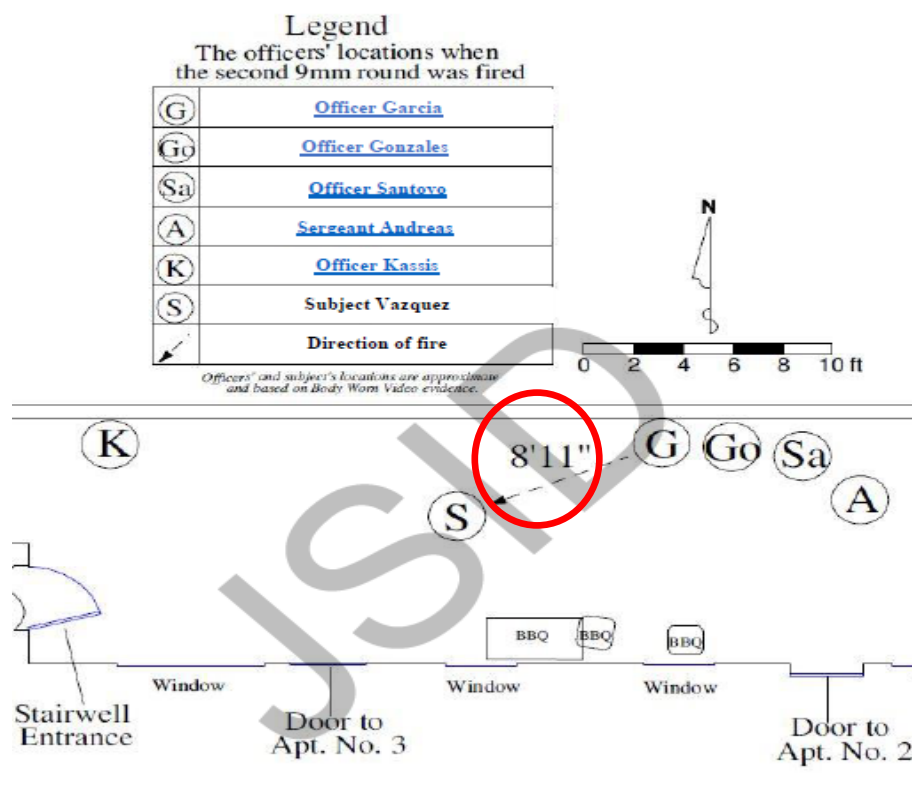 Legend
The officers' locations when
the second 9mm round was fired
G Officer Garcia
Go Officer Gonzales
Sa Officer Santoyo
A Sergeant Andreas
K Officer Kassis
S Subject Vazquez
Direction of fire
Officers' and subject's locations are approximate
and based on Body Worn Video evidence.
N
0 2 4 6 8 10 ft
K 8'11" G Go Sa
S A
BBQ BBQ BBQ
Window Window Window
Stairwell
Entrance
Door to
Apt. No. 3
Door to
Apt. No. 2
JSID